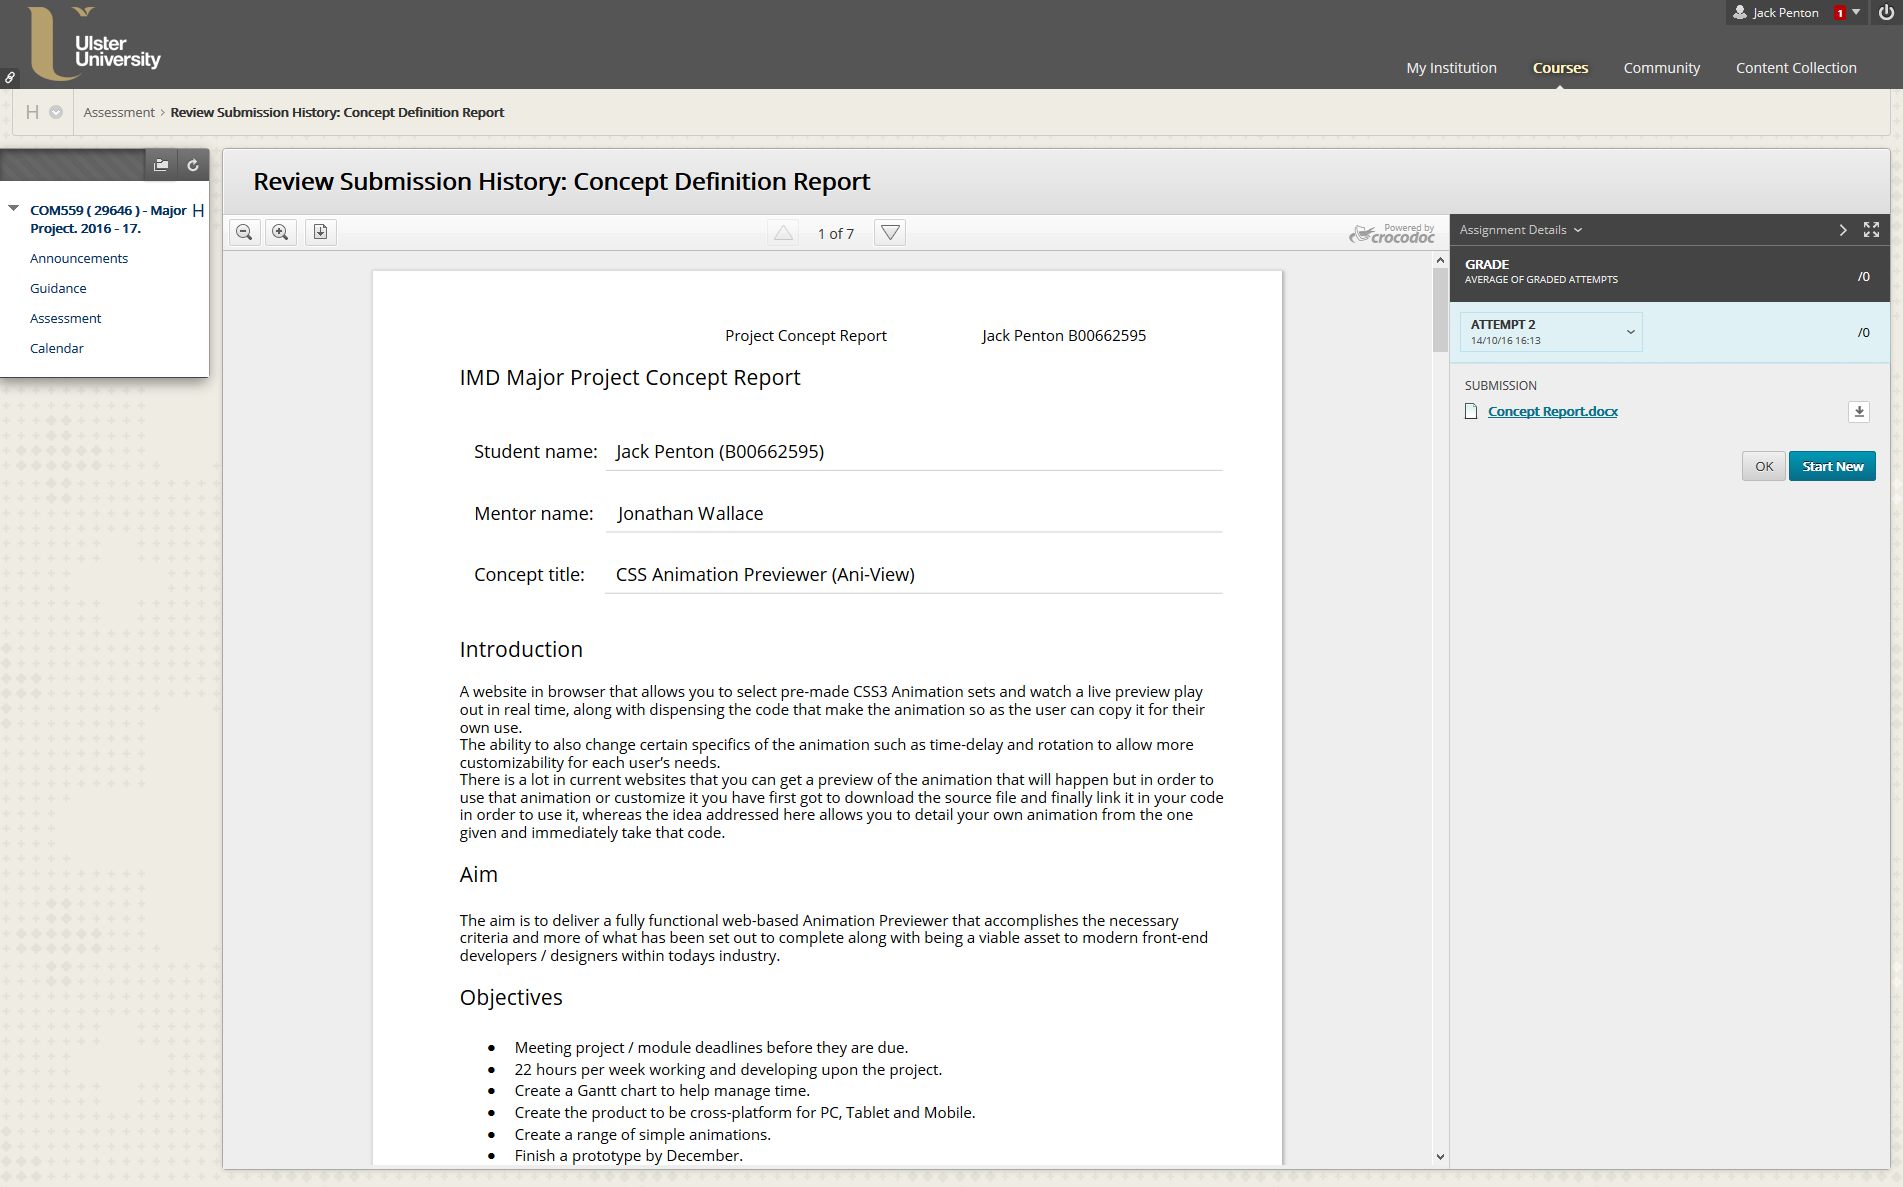 Ulster
University
Jack Penton 1
My Institution Courses Community Content Collection
Assessment > Review Submission History: Concept Definition Report
COM559 ( 29646 ) - Major
Project. 2016 - 17.
Announcements
Guidance
Assessment
Calendar
Review Submission History: Concept Definition Report
1 of 7
Powered by
crocodoc
Project Concept Report Jack Penton B00662595
IMD Major Project Concept Report
Student name: Jack Penton (B00662595)
Mentor name: Jonathan Wallace
Concept title: CSS Animation Previewer (Ani-View)
Introduction
A website in browser that allows you to select pre-made CSS3 Animation sets and watch a live preview play
out in real time, along with dispensing the code that make the animation so as the user can copy it for their
own use.
The ability to also change certain specifics of the animation such as time-delay and rotation to allow more
customizability for each user’s needs.
There is a lot in current websites that you can get a preview of the animation that will happen but in order to
use that animation or customize it you have first got to download the source file and finally link it in your code
in order to use it, whereas the idea addressed here allows you to detail your own animation from the one
given and immediately take that code.
Aim
The aim is to deliver a fully functional web-based Animation Previewer that accomplishes the necessary
criteria and more of what has been set out to complete along with being a viable asset to modern front-end
developers / designers within todays industry.
Objectives
● Meeting project / module deadlines before they are due.
● 22 hours per week working and developing upon the project.
● Create a Gantt chart to help manage time.
● Create the product to be cross-platform for PC, Tablet and Mobile.
● Create a range of simple animations.
● Finish a prototype by December.
Assignment Details
GRADE
AVERAGE OF GRADED ATTEMPTS
/0
ATTEMPT 2
14/10/16 16:13
/0
SUBMISSION
Concept Report.docx
OK Start New